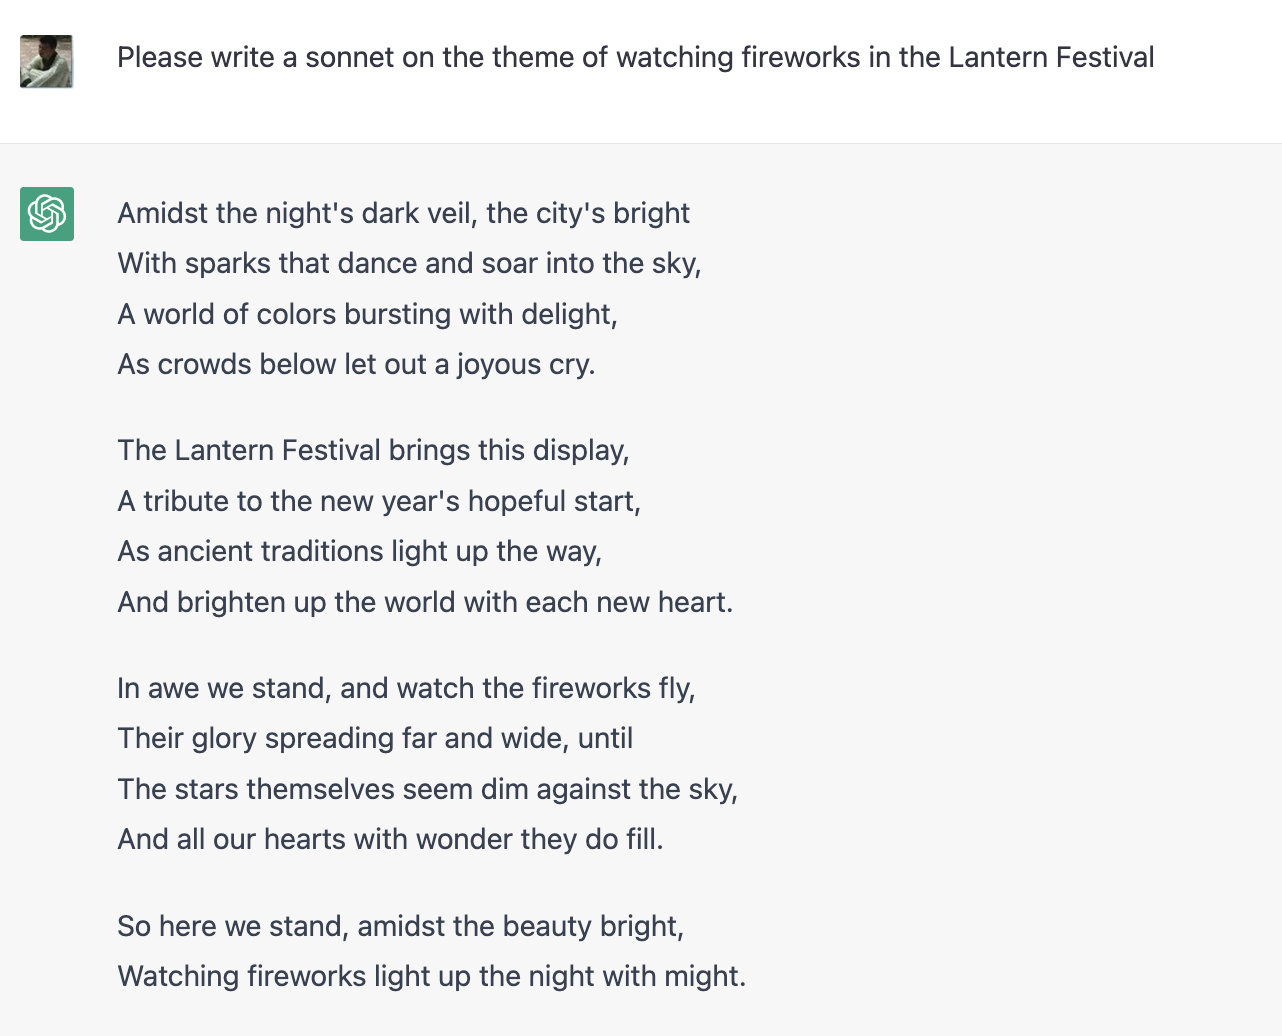 Please write a sonnet on the theme of watching fireworks in the Lantern Festival
Amidst the night's dark veil, the city's bright
With sparks that dance and soar into the sky,
A world of colors bursting with delight,
As crowds below let out a joyous cry.
The Lantern Festival brings this display,
A tribute to the new year's hopeful start,
As ancient traditions light up the way,
And brighten up the world with each new heart.
In awe we stand, and watch the fireworks fly,
Their glory spreading far and wide, until
The stars themselves seem dim against the sky,
And all our hearts with wonder they do fill.
So here we stand, amidst the beauty bright,
Watching fireworks light up the night with might.